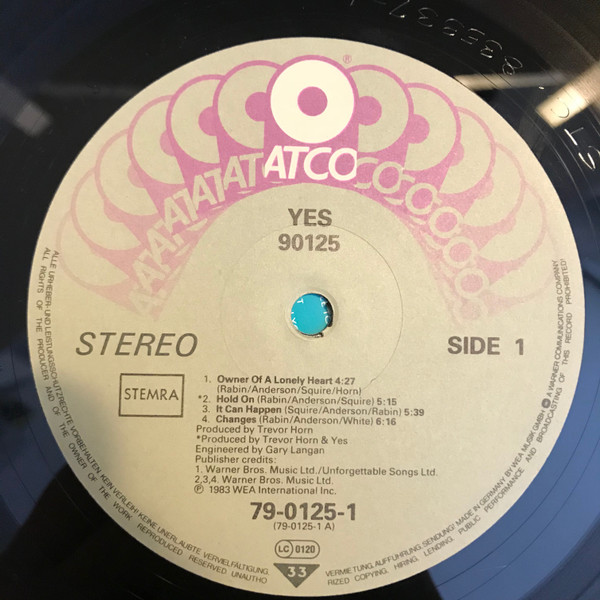 ®
ATCO
YES
90125
STEREO
SIDE 1
STEMRA
1. Owner Of A Lonely Heart 4:27
(Rabin/Anderson/Squire/Horn)
*2. Hold On (Rabin/Anderson/Squire) 5:15
3. It Can Happen (Squire/Anderson/Rabin) 5:39
4. Changes (Rabin/Anderson/White) 6:16
Produced by Trevor Horn
*Produced by Trevor Horn & Yes
Engineered by Gary Langan
Publisher credits:
1. Warner Bros. Music Ltd./Unforgettable Songs Ltd.
2,3,4. Warner Bros. Music Ltd.
℗ 1983 WEA International Inc.
79-0125-1
(79-0125-1 A)
LC 0120
33
ALLE URHEBER- UND LEISTUNGSSCHUTZRECHTE VORBEHALTEN. KEIN VERLEIH! KEINE UNERLAUBTE VERVIELFÄLTIGUNG, VERMIETUNG, AUFFÜHRUNG, SENDUNG! MADE IN GERMANY BY WEA MUSIK GMBH A WARNER COMMUNICATIONS COMPANY
ALL RIGHTS OF THE PRODUCER AND OF THE OWNER OF THE WORK REPRODUCED RESERVED UNAUTHORIZED COPYING, HIRING, LENDING, PUBLIC PERFORMANCE AND BROADCASTING OF THIS RECORD PROHIBITED!